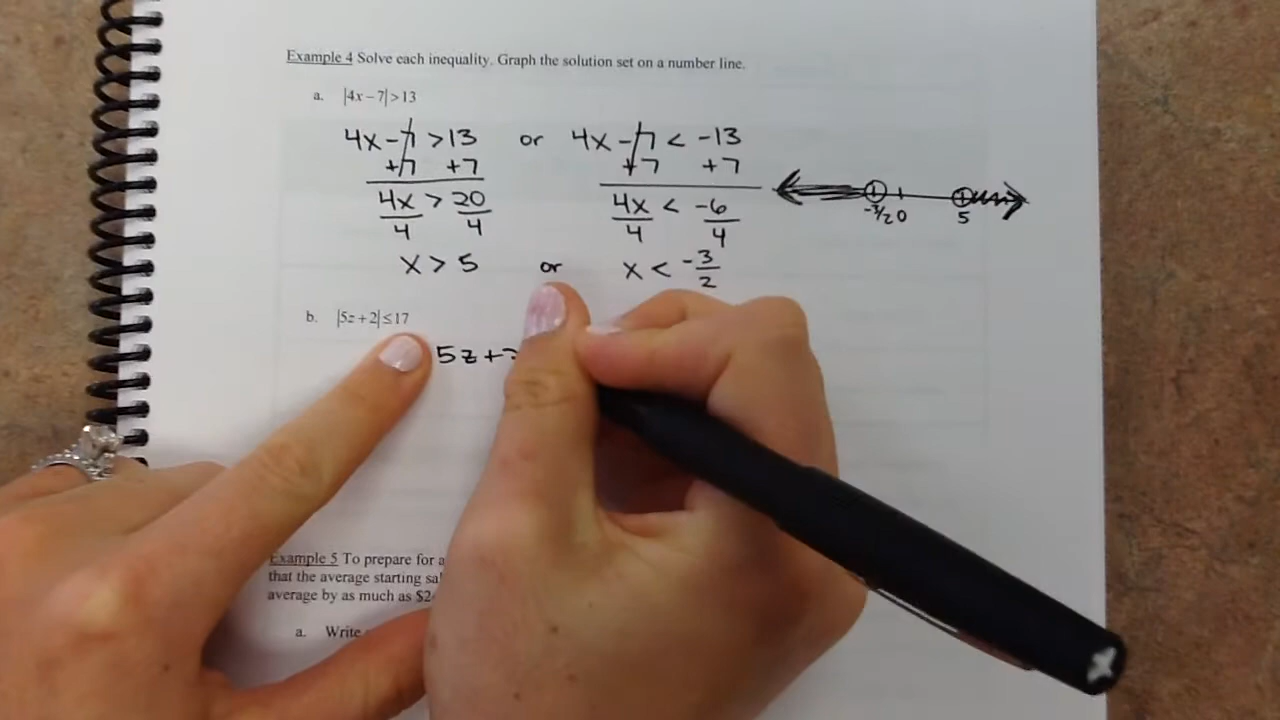 Example 4 Solve each inequality. Graph the solution set on a number line.
a. |4x – 7| > 13
4x - 7 > 13 or 4x - 7 < -13
+7 +7 +7 +7
4x > 20 4x < -6
4 4 4 4
-3/2 0 5
x > 5 or x < -3/2
b. |5z + 2| ≤ 17
5z +
Example 5 To prepare for a
that the average starting
average by as much as
a. Write